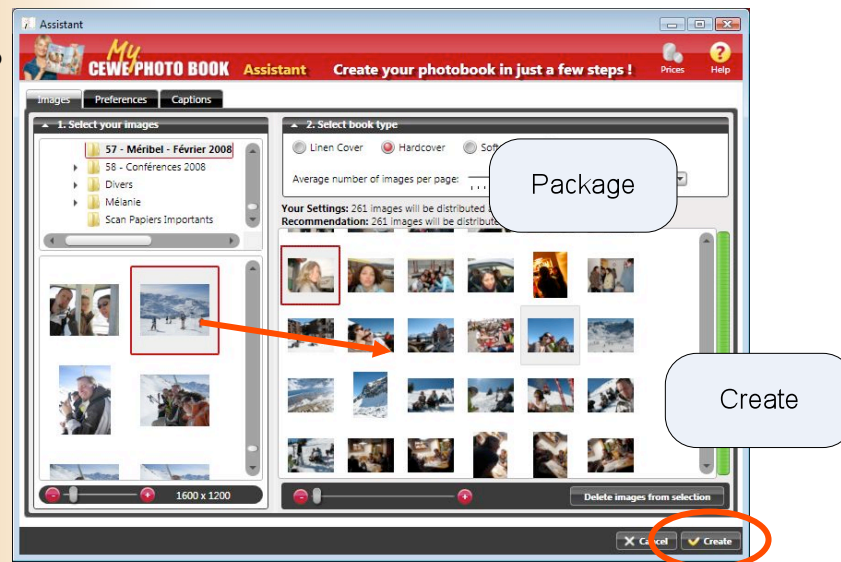 Assistant
My
CEWE PHOTO BOOK Assistant Create your photobook in just a few steps !
Prices
Help
Images Preferences Captions
1. Select your images
57 - Méribel - Février 2008
58 - Conférences 2008
Divers
Mélanie
Scan Papiers Importants
1600 x 1200
2. Select book type
Linen Cover Hardcover
Average number of images per page:
Package
Your Settings: 261 images will be distributed
Recommendation: 261 images will be distribute
Create
Delete images from selection
Cancel Create